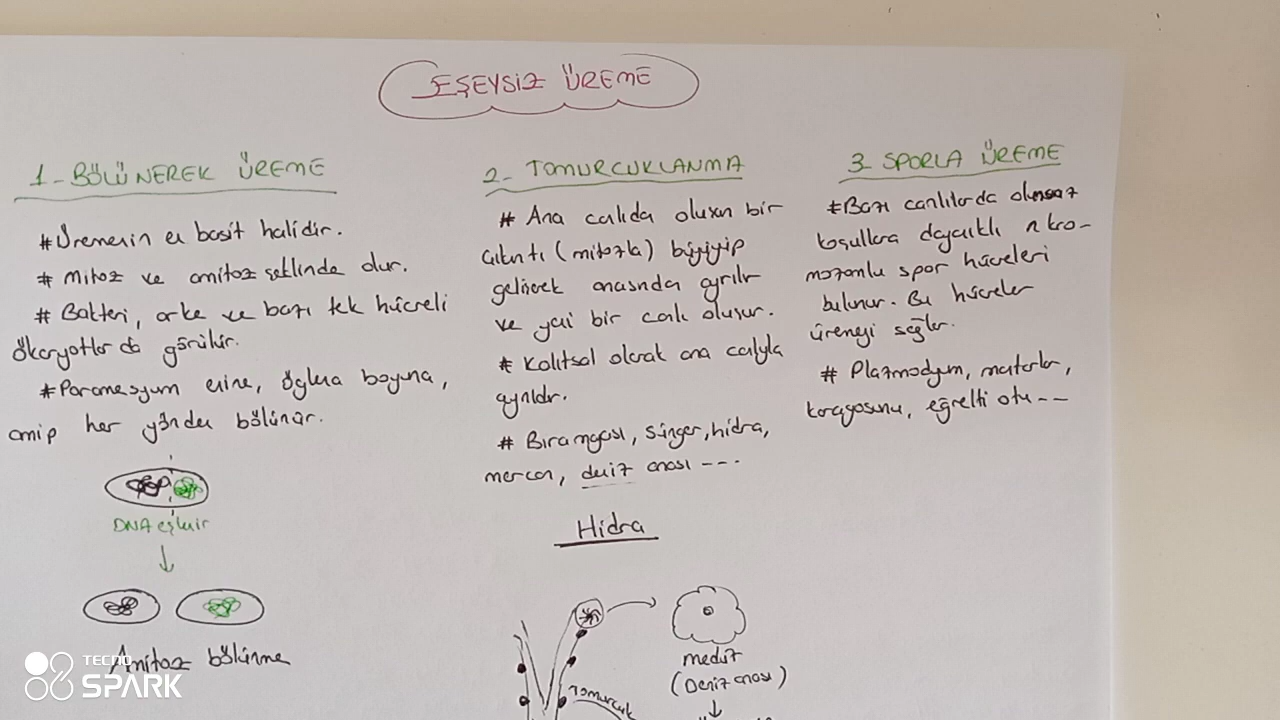 EŞEYSİZ ÜREME
1- BÖLÜNEREK ÜREME
# Üremenin en basit halidir.
# Mitoz ve amitoz şeklinde olur.
# Bakteri, arke ve bazı tek hücreli
ökaryotlarda görülür.
# Paramesyum enine, öglena boyuna,
amip her yönden bölünür.
DNA eşlenir
Amitoz bölünme
2- TOMURCUKLANMA
# Ana canlıda oluşan bir
çıkıntı (mitozla) büyüyüp
gelişerek anasından ayrılır
ve yeni bir canlı oluşur.
# Kalıtsal olarak ana canlıyla
aynıdır.
# Bira mayası, sünger, hidra,
mercan, deniz anası ---
Hidra
medüz
(Deniz anası)
Tomurcuk
3- SPORLA ÜREME
# Bazı canlılarda olumsuz
koşullara dayanıklı n kro-
mozomlu spor hücreleri
bulunur. Bu hücreler
üremeyi sağlar.
# Plazmodyum, mantarlar,
karayosunu, eğrelti otu --
TECNO
SPARK